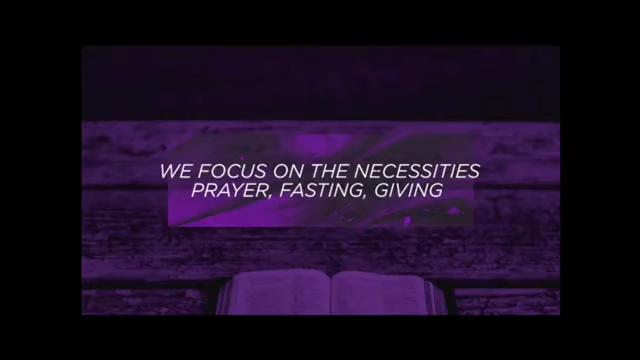 WE FOCUS ON THE NECESSITIES
PRAYER, FASTING, GIVING